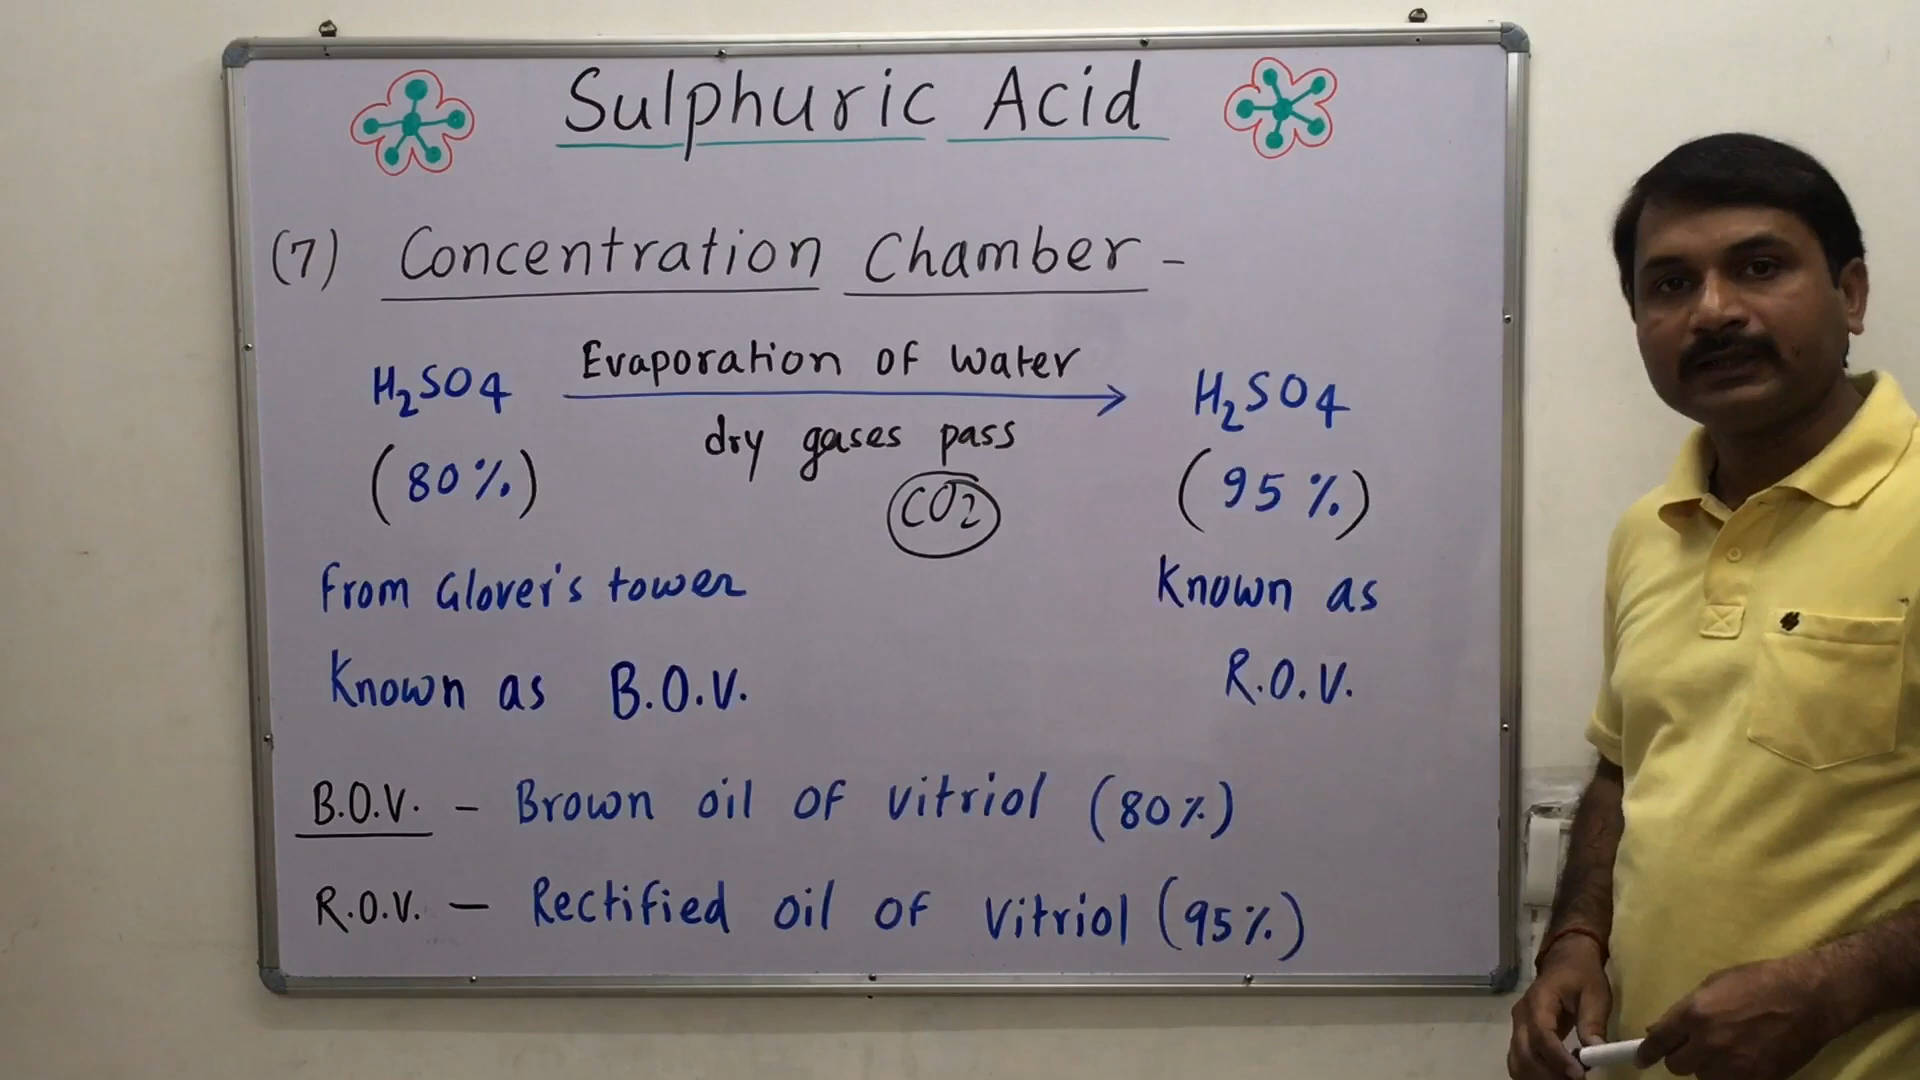 Sulphuric Acid
(7) Concentration Chamber -
H₂SO₄ Evaporation of water H₂SO₄
dry gases pass
(80%) CO₂ (95%)
From Glover's tower Known as
Known as B.O.V. R.O.V.
B.O.V. - Brown oil of vitriol (80%)
R.O.V. - Rectified oil of vitriol (95%)